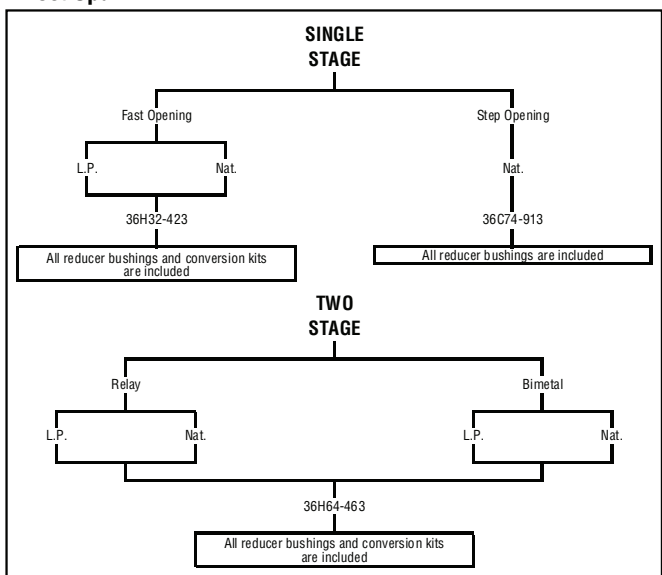 SINGLE
STAGE
Fast Opening
Step Opening
L.P.
Nat.
Nat.
36H32-423
36C74-913
All reducer bushings and conversion kits
are included
All reducer bushings are included
TWO
STAGE
Relay
Bimetal
L.P.
Nat.
L.P.
Nat.
36H64-463
All reducer bushings and conversion kits
are included